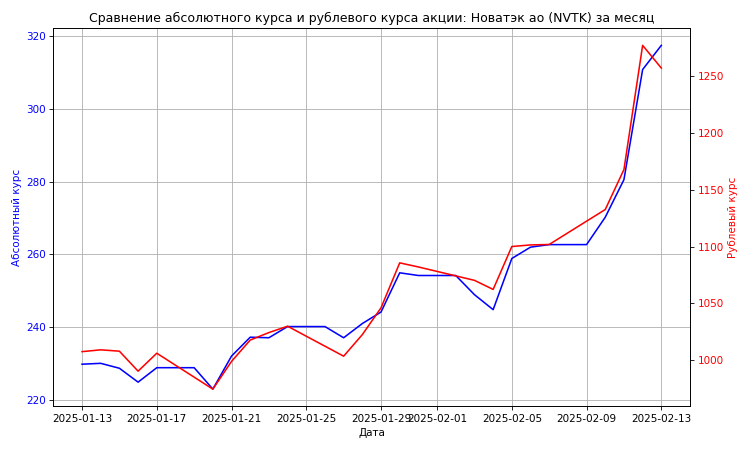 Сравнение абсолютного курса и рублевого курса акции: Новатэк ао (NVTK) за месяц
Абсолютный курс
320
300
280
260
240
220
1250
1200
1150
1100
1050
1000
Рублевый курс
2025-01-13 2025-01-17 2025-01-21 2025-01-25 2025-01-29 2025-02-01 2025-02-05 2025-02-09 2025-02-13
Дата